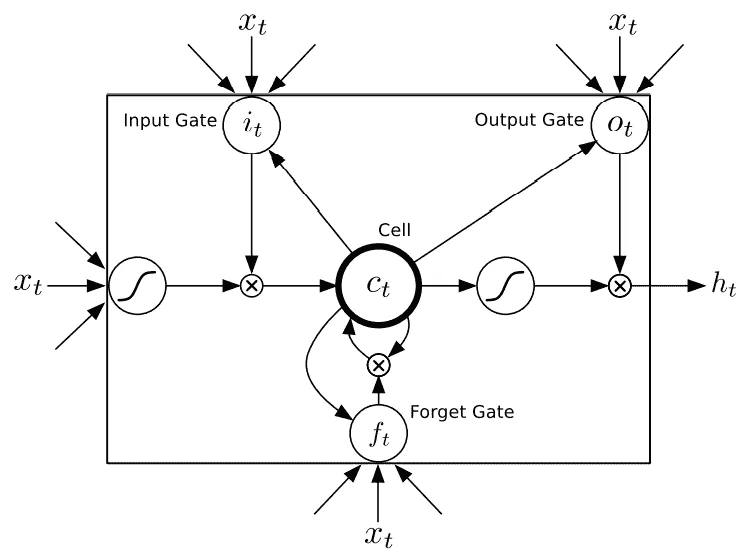 x_t
x_t
Input Gate
i_t
Output Gate
o_t
Cell
x_t
c_t
h_t
Forget Gate
f_t
x_t